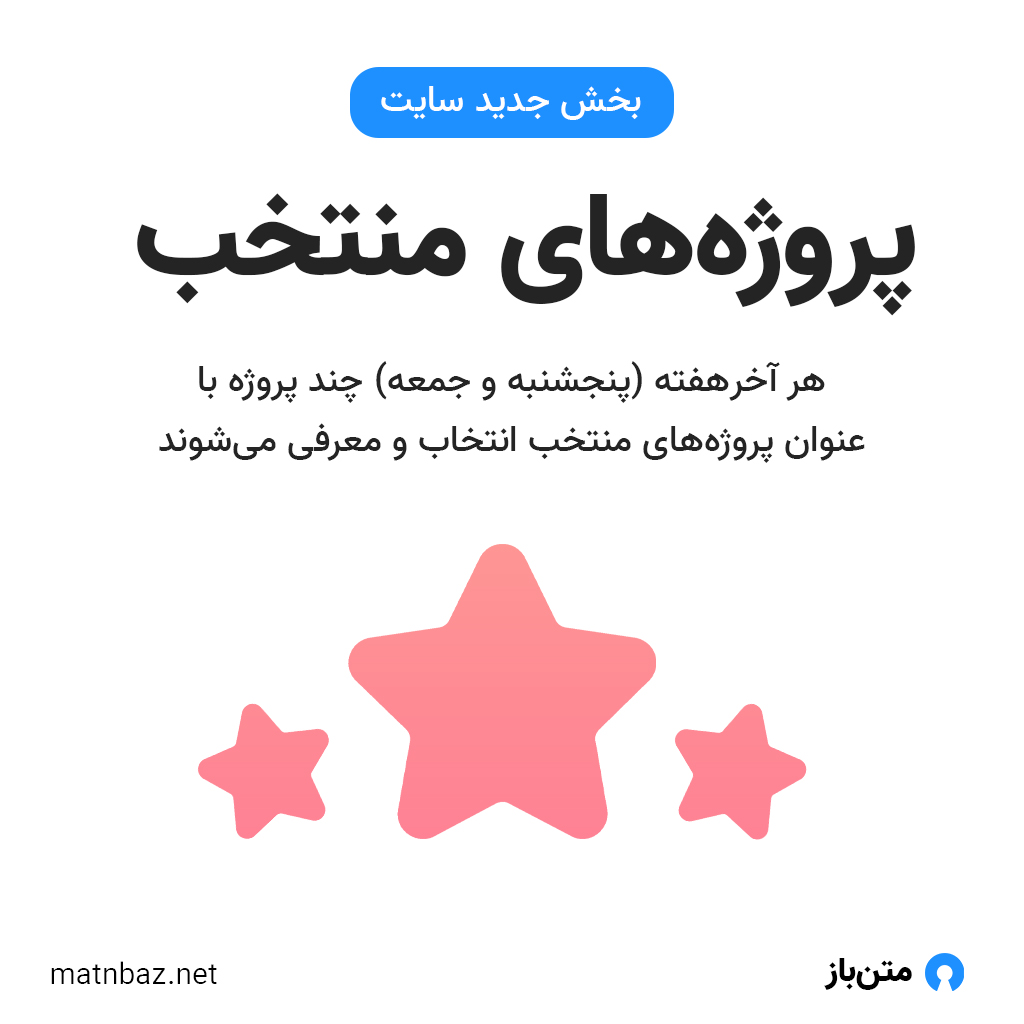 بخش جدید سایت
پروژه‌های منتخب
هر آخرهفته (پنجشنبه و جمعه) چند پروژه با
عنوان پروژه‌های منتخب انتخاب و معرفی می‌شوند
متن‌باز
matnbaz.net